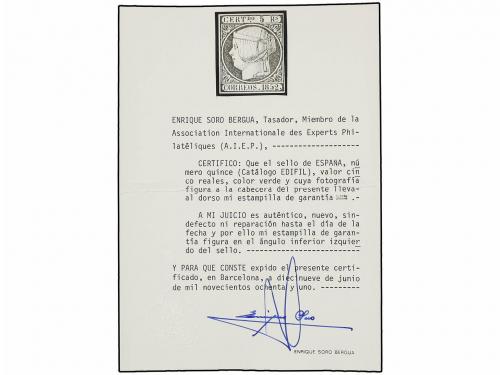 CERTDO 5 RS
CORREOS. 1852.
ENRIQUE SORO BERGUA, Tasador, Miembro de la
Association Internationale des Experts Phi-
latéliques (A.I.E.P.), ------------------
CERTIFICO: Que el sello de ESPAÑA, nú
mero quince (Catálogo EDIFIL), valor cin
co reales, color verde y cuya fotografía
figura a la cabecera del presente lleva-
al dorso mi estampilla de garantía .-
A MI JUICIO es auténtico, nuevo, sin-
defecto ni reparación hasta el día de la
fecha y por ello mi estampilla de garan-
tía figura en el ángulo inferior izquier
do del sello. -------------------------
Y PARA QUE CONSTE expido el presente certi-
ficado, en Barcelona, a diecinueve de junio
de mil novecientos ochenta y uno. ---------
Enrique Soro
ENRIQUE SORO BERGUA